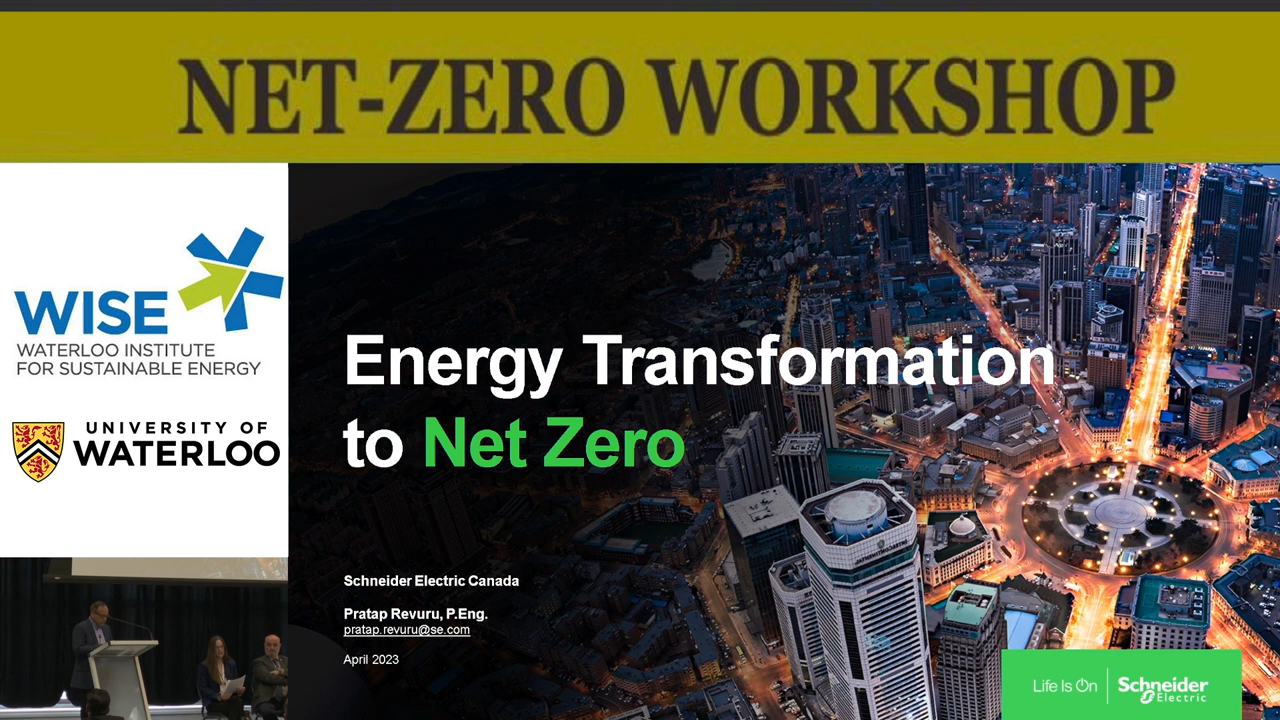 NET-ZERO WORKSHOP
WISE
WATERLOO INSTITUTE
FOR SUSTAINABLE ENERGY
UNIVERSITY OF
WATERLOO
Energy Transformation
to Net Zero
Schneider Electric Canada
Pratap Revuru, P.Eng.
pratap.revuru@se.com
April 2023
Life Is On
Schneider
Electric